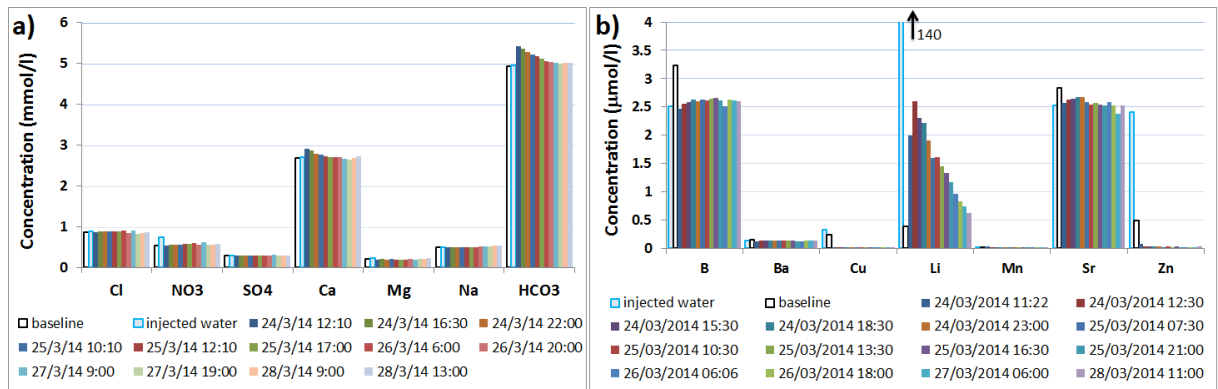 a)
Concentration (mmol/l)
6
5
4
3
2
1
0
Cl NO3 SO4 Ca Mg Na HCO3
baseline injected water 24/3/14 12:10 24/3/14 16:30 24/3/14 22:00
25/3/14 10:10 25/3/14 12:10 25/3/14 17:00 26/3/14 6:00 26/3/14 20:00
27/3/14 9:00 27/3/14 19:00 28/3/14 9:00 28/3/14 13:00
b)
Concentration (µmol/l)
4
3.5
3
2.5
2
1.5
1
0.5
0
140
B Ba Cu Li Mn Sr Zn
injected water baseline 24/03/2014 11:22 24/03/2014 12:30
24/03/2014 15:30 24/03/2014 18:30 24/03/2014 23:00 25/03/2014 07:30
25/03/2014 10:30 25/03/2014 13:30 25/03/2014 16:30 25/03/2014 21:00
26/03/2014 06:06 26/03/2014 18:00 27/03/2014 06:00 28/03/2014 11:00